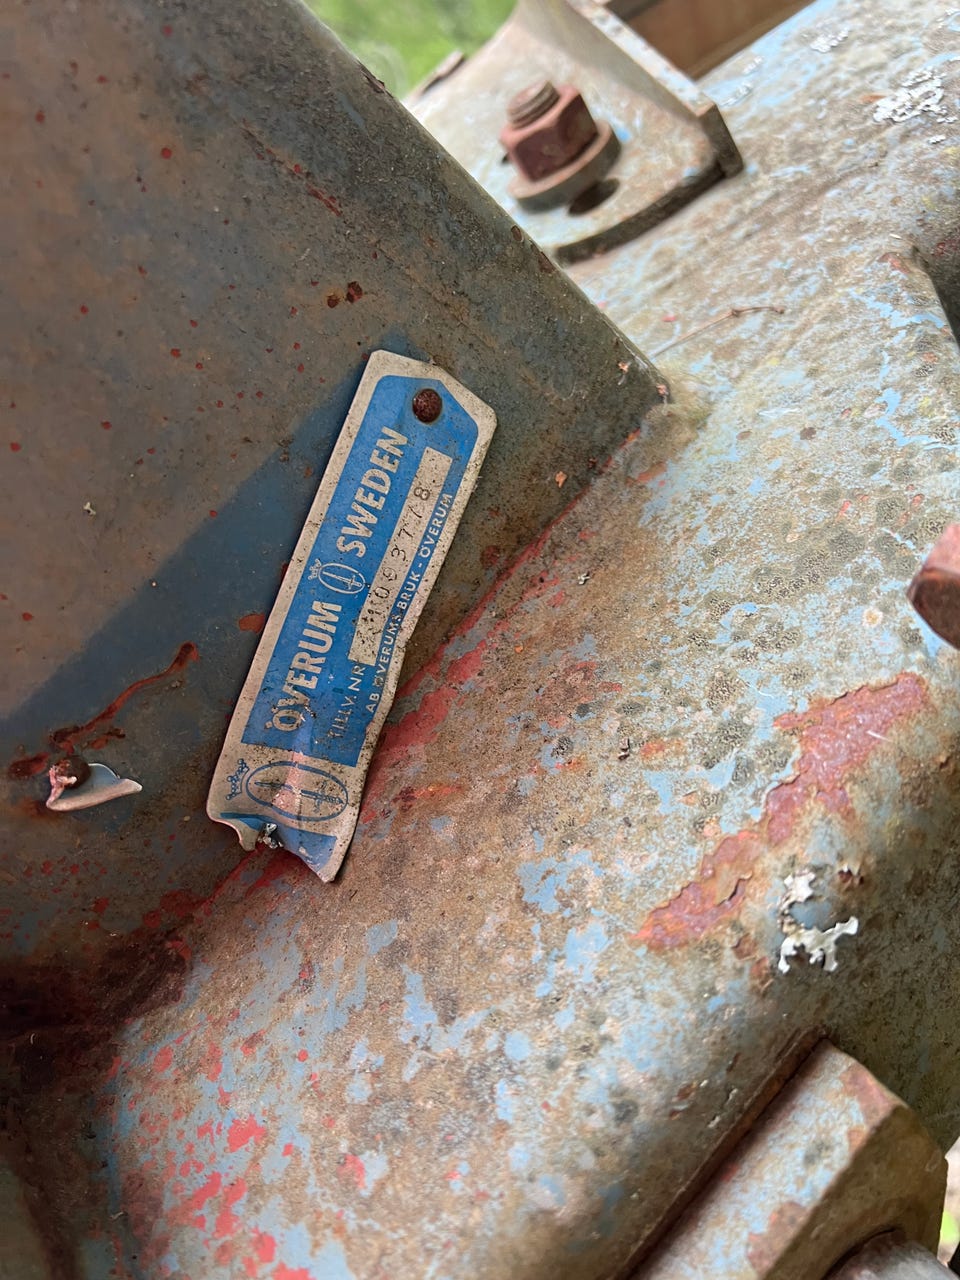 ÖVERUM SWEDEN
TILLV. NR
AB ÖVERUMS BRUK - ÖVERUM